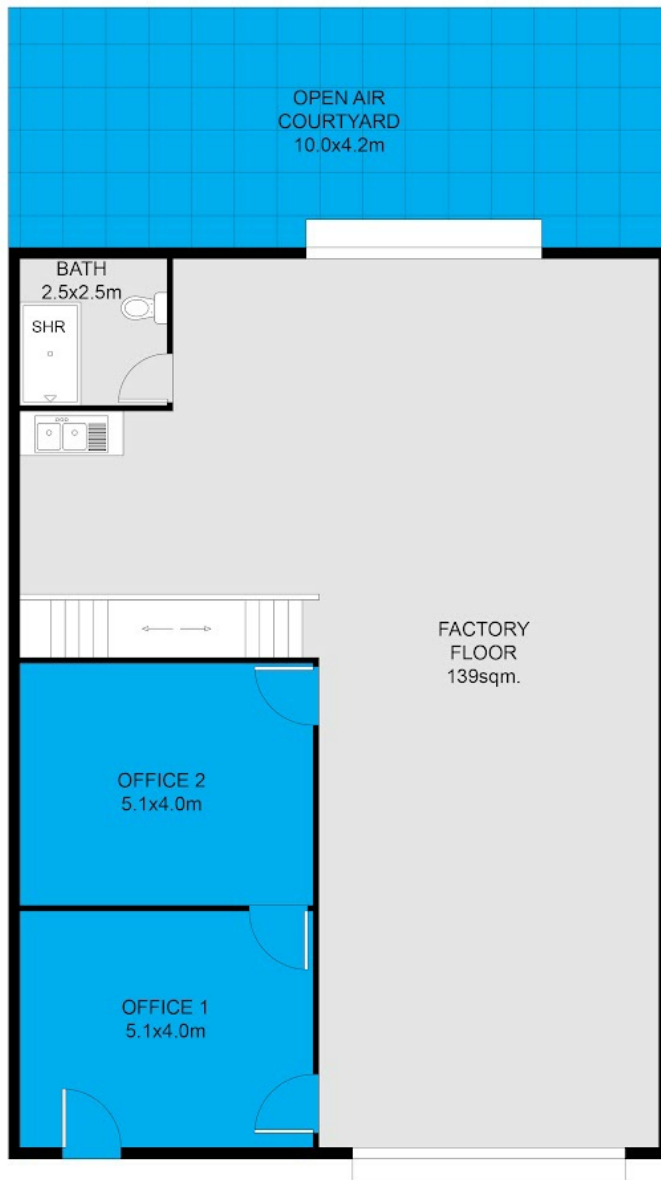 OPEN AIR
COURTYARD
10.0x4.2m
BATH
2.5x2.5m
SHR
FACTORY
FLOOR
139sqm.
OFFICE 2
5.1x4.0m
OFFICE 1
5.1x4.0m